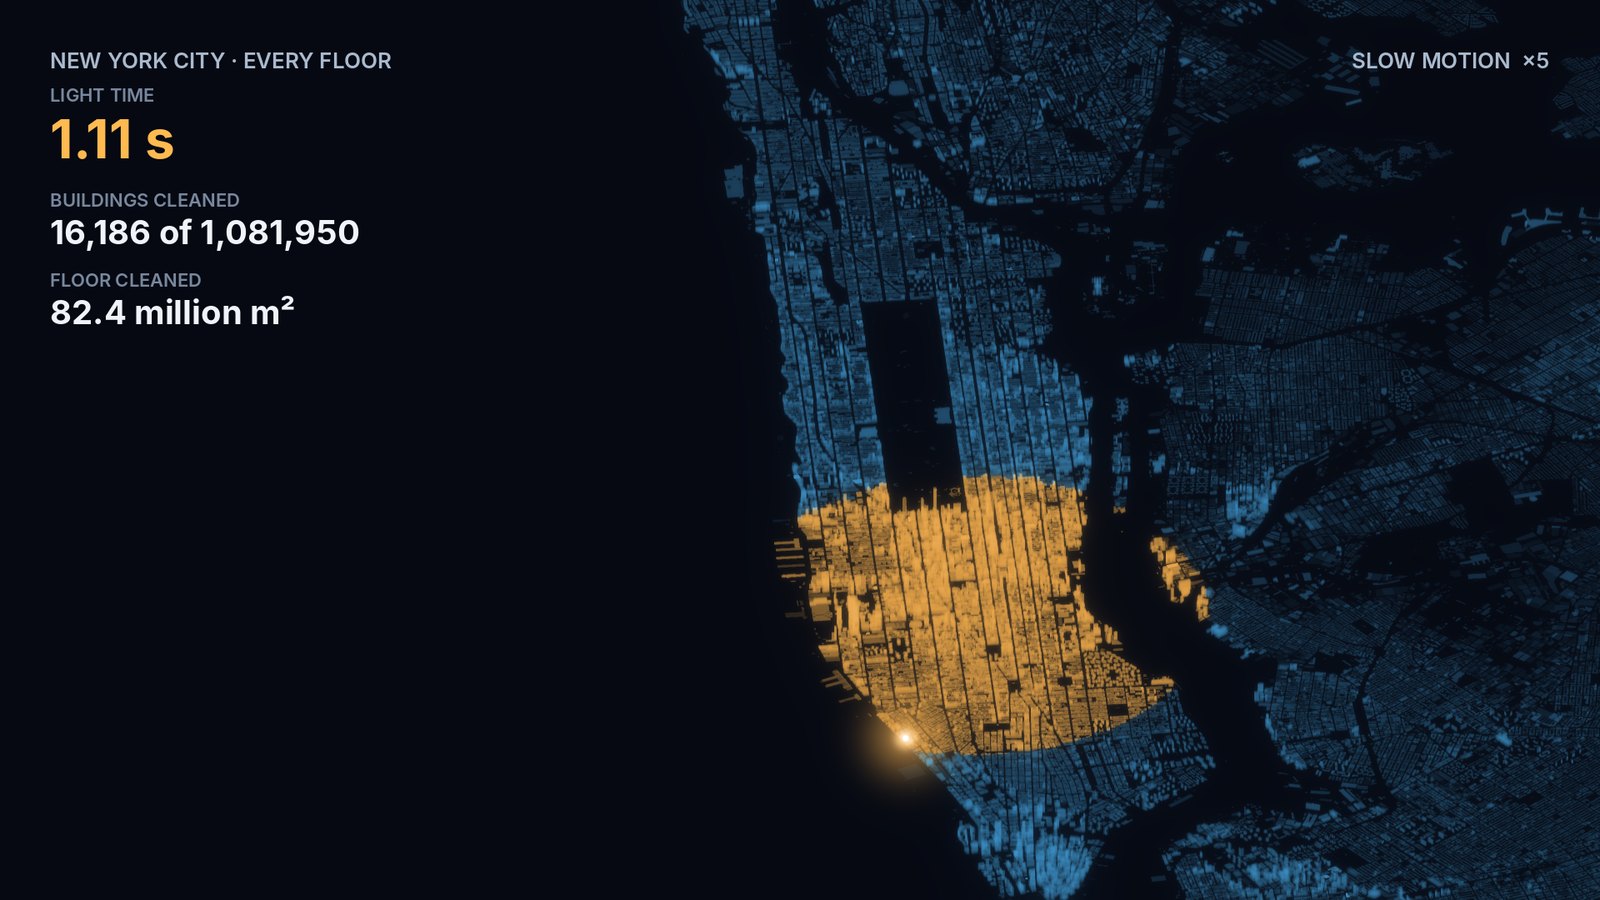 NEW YORK CITY · EVERY FLOOR
SLOW MOTION ×5
LIGHT TIME
1.11 s
BUILDINGS CLEANED
16,186 of 1,081,950
FLOOR CLEANED
82.4 million m²